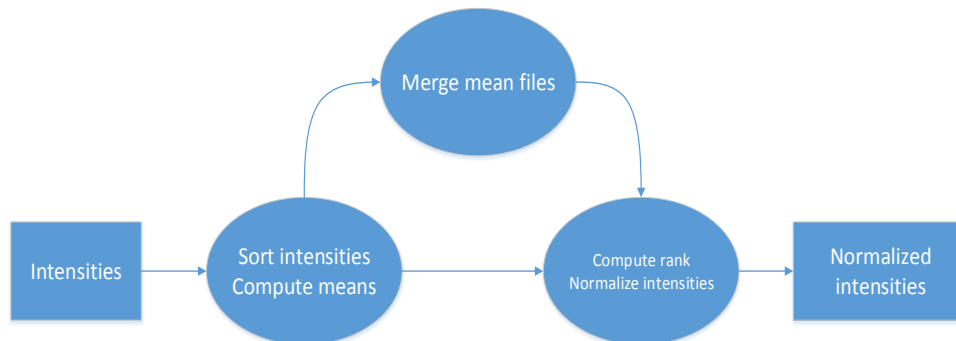 Merge mean files
Intensities
Sort intensities
Compute means
Compute rank
Normalize intensities
Normalized
intensities